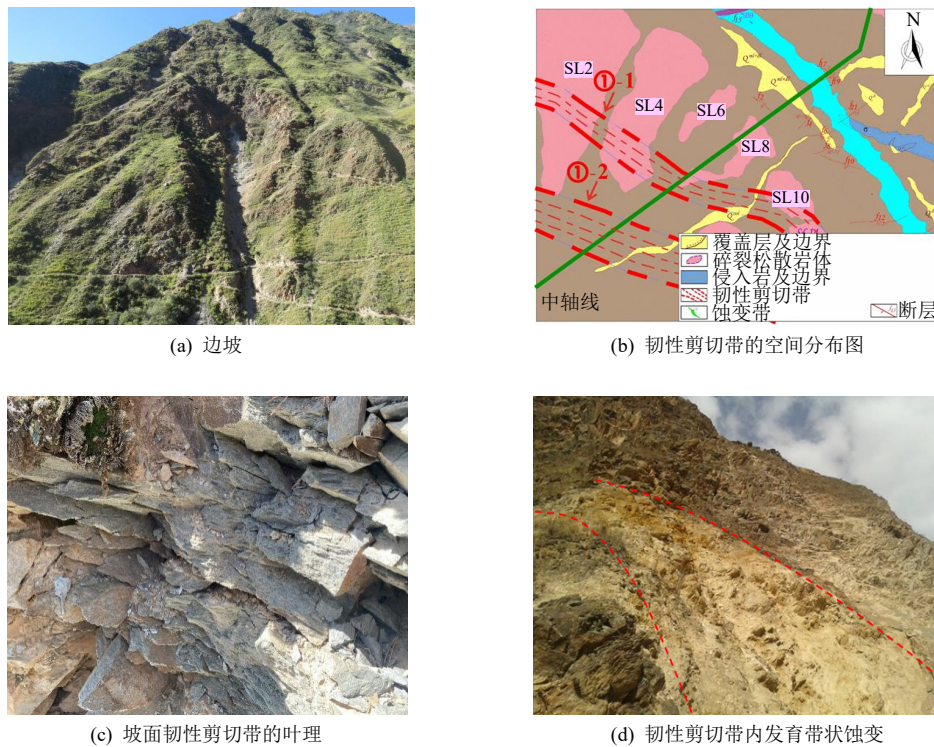 N
SL2
①-1
SL4
SL6
SL8
①-2
SL10
中轴线
覆盖层及边界
碎裂松散岩体
侵入岩及边界
韧性剪切带
蚀变带
断层
(a) 边坡
(b) 韧性剪切带的空间分布图
(c) 坡面韧性剪切带的叶理
(d) 韧性剪切带内发育带状蚀变